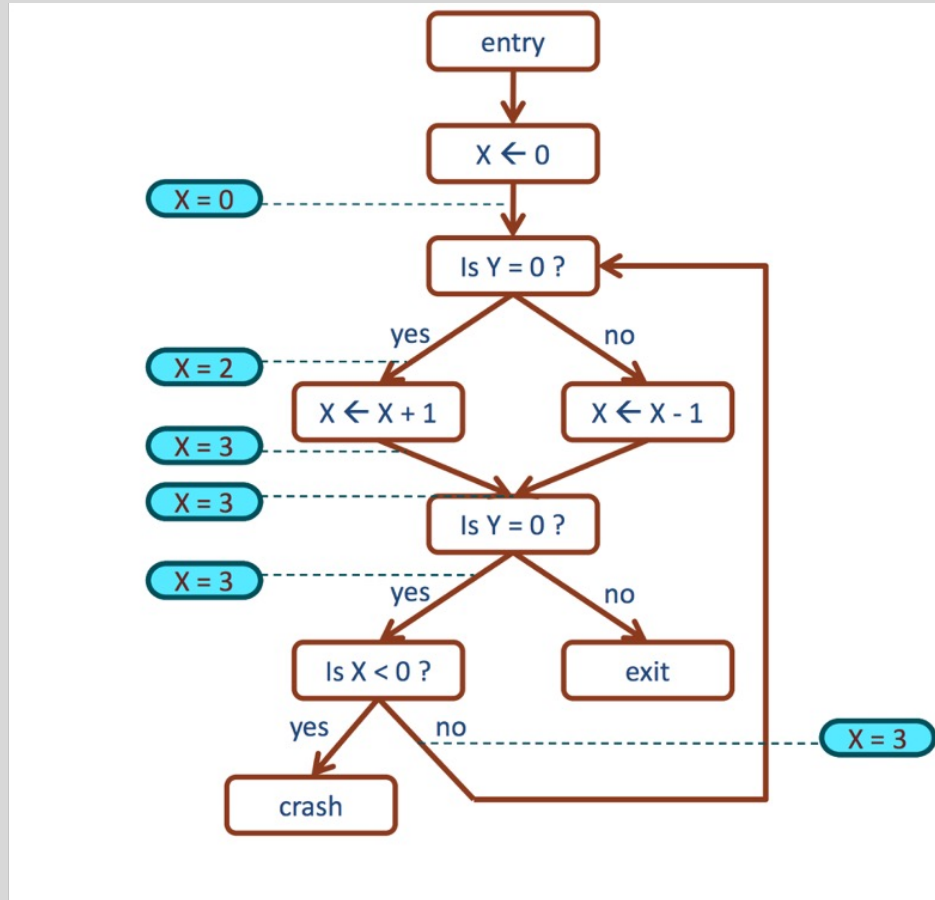 entry
X ← 0
X = 0
Is Y = 0 ?
yes
no
X = 2
X ← X + 1
X ← X - 1
X = 3
X = 3
Is Y = 0 ?
X = 3
yes
no
Is X < 0 ?
exit
yes
no
X = 3
crash